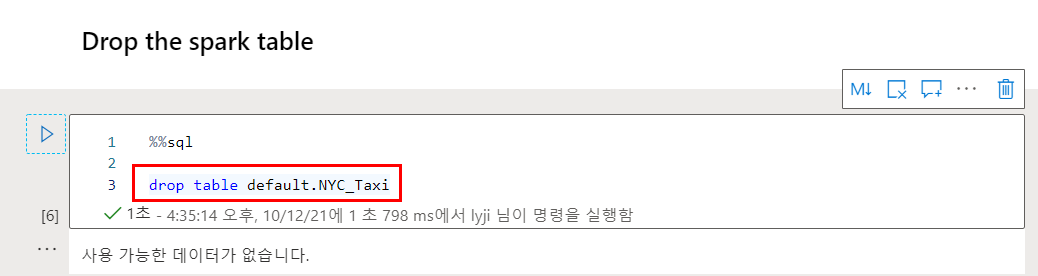 Drop the spark table
M↓
1 %%sql
2
3 drop table default.NYC_Taxi
[6]
1초 - 4:35:14 오후, 10/12/21에 1 초 798 ms에서 lyji 님이 명령을 실행함
사용 가능한 데이터가 없습니다.